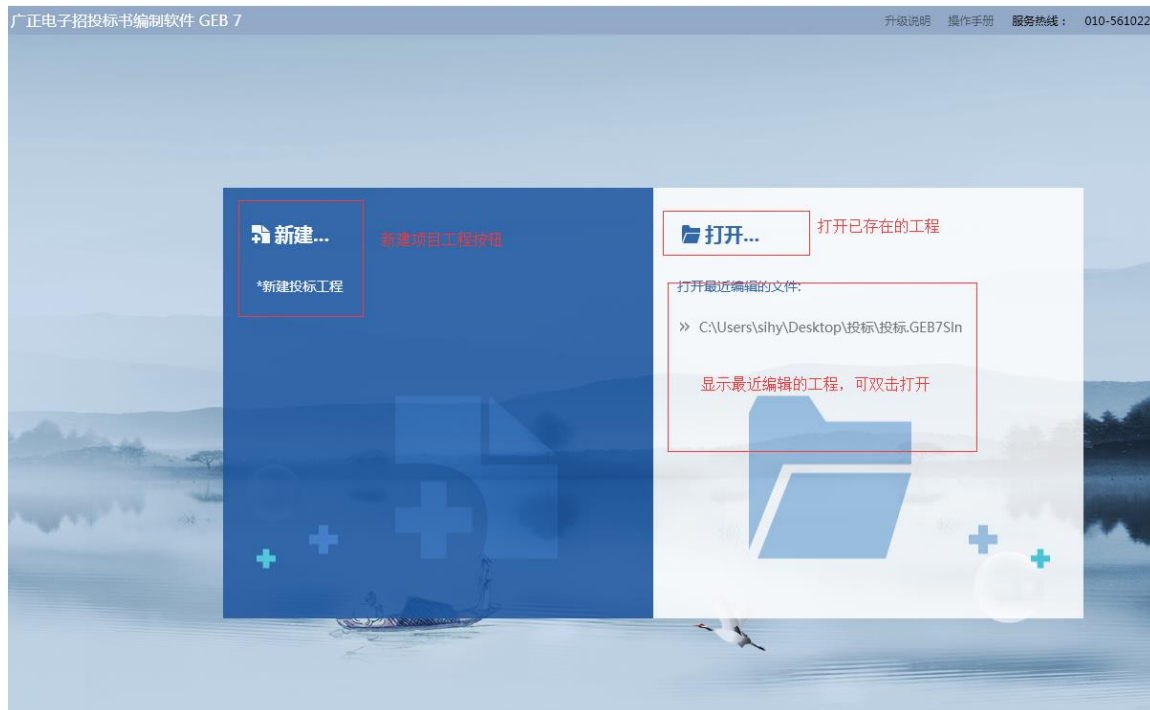 广正电子招投标书编制软件 GEB 7
升级说明 操作手册 服务热线： 010-561022
新建...
新建项目工程按钮
*新建投标工程
打开...
打开已存在的工程
打开最近编辑的文件:
» C:\Users\sihy\Desktop\投标\投标.GEB7Sln
显示最近编辑的工程，可双击打开